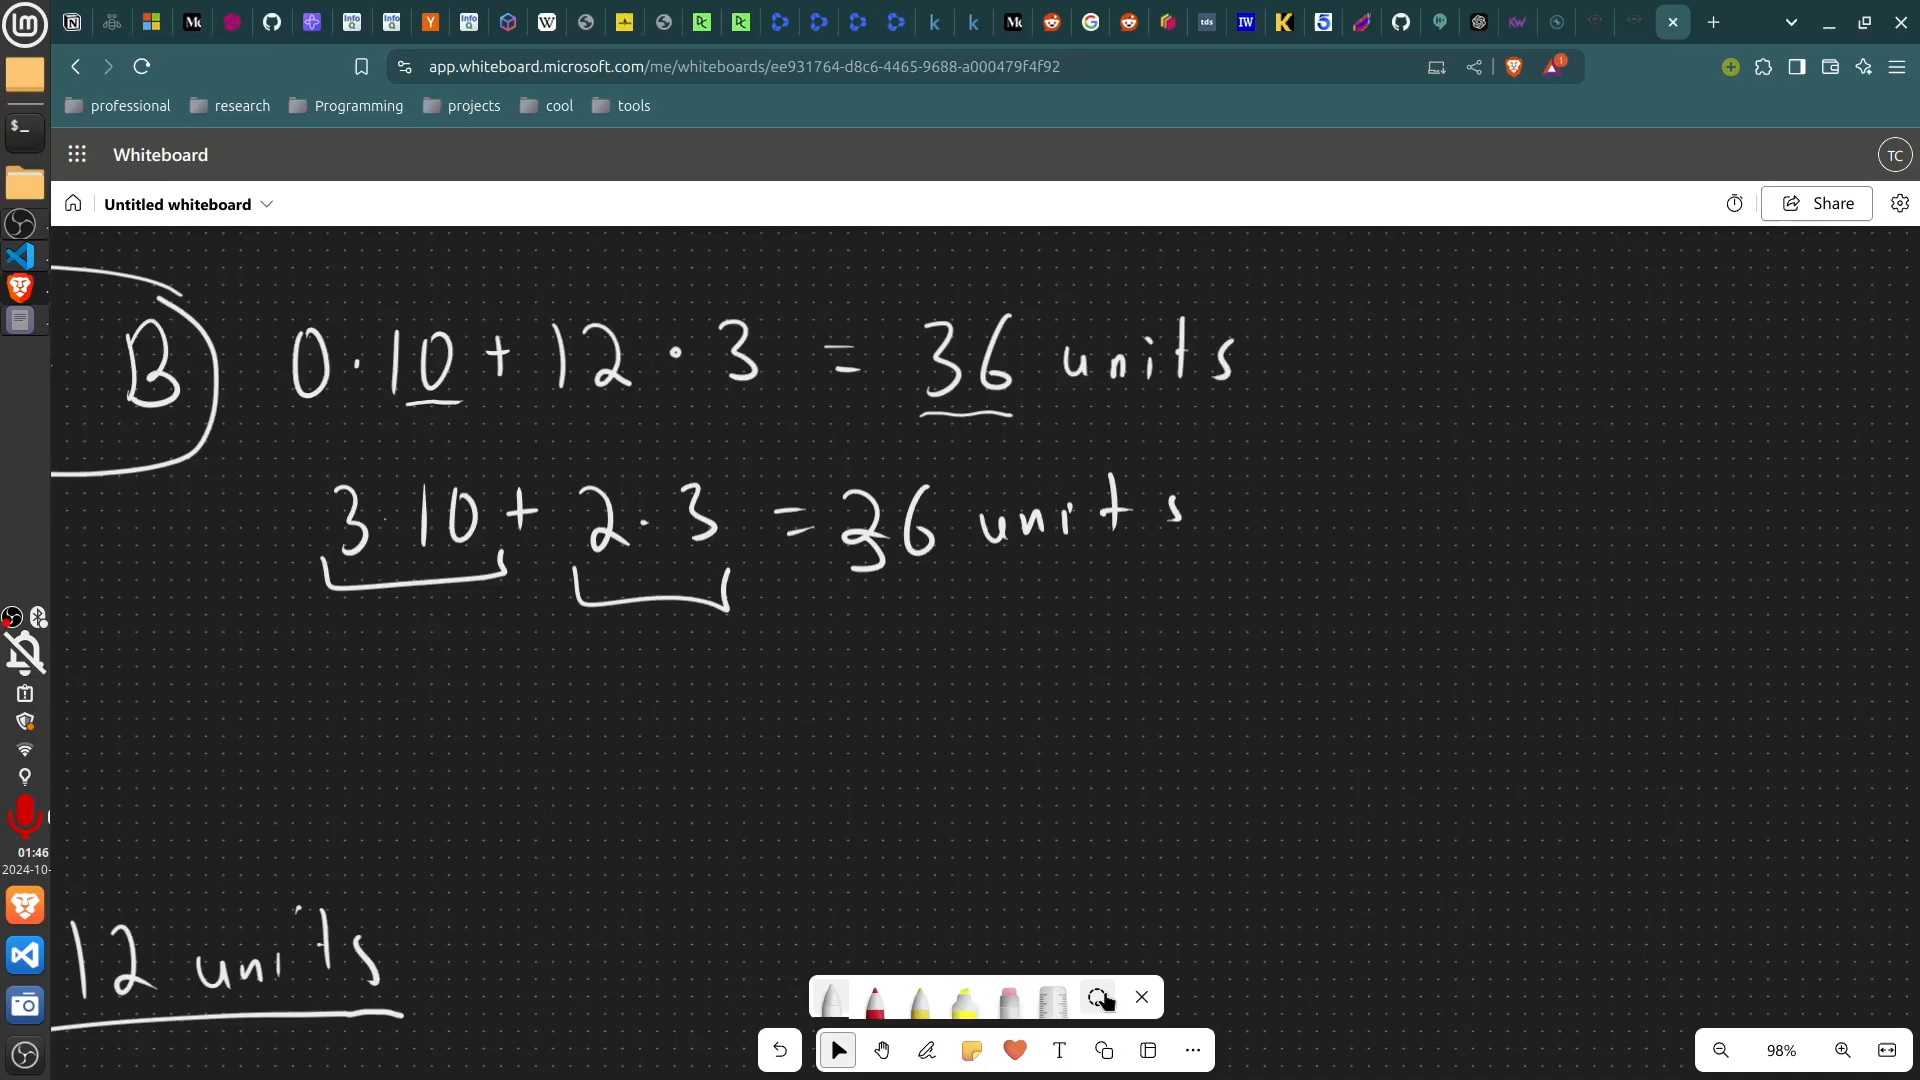 app.whiteboard.microsoft.com/me/whiteboards/ee931764-d8c6-4465-9688-a000479f4f92
professional research Programming projects cool tools
Whiteboard
TC
Untitled whiteboard
Share
B 0·10 + 12·3 = 36 units
3·10 + 2·3 = 36 units
01:46
2024-10-
12 units
98%